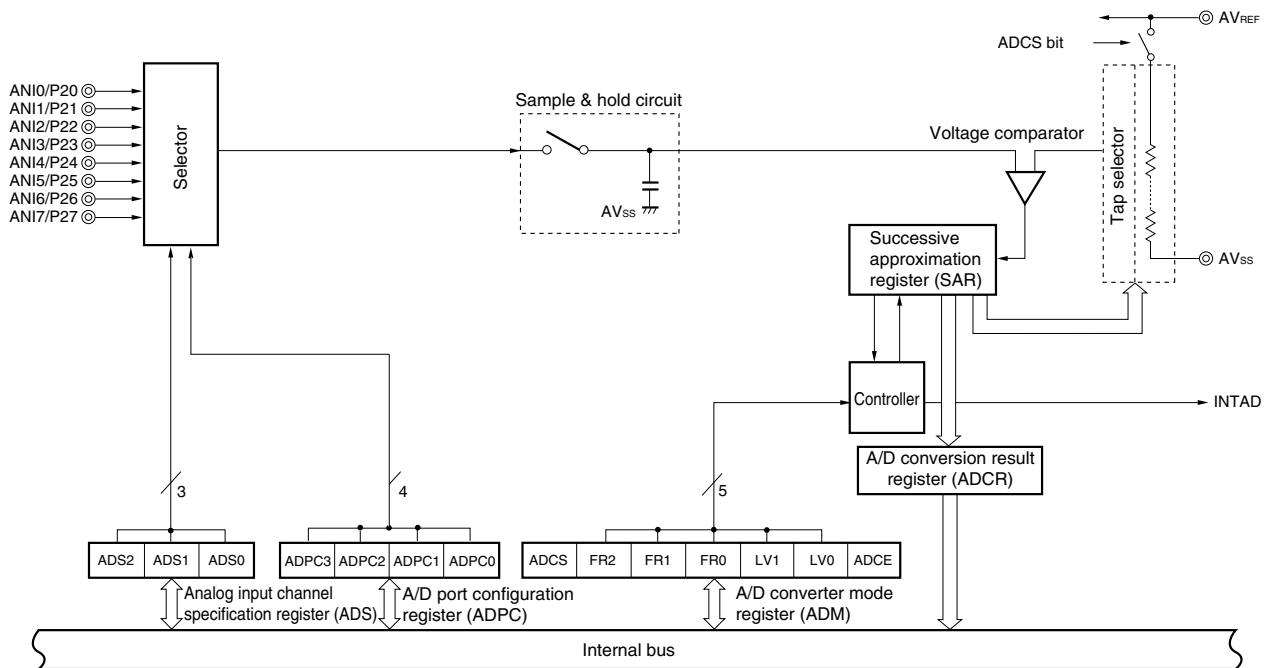 AVREF
ADCS bit
ANI0/P20
ANI1/P21
ANI2/P22
ANI3/P23
ANI4/P24
ANI5/P25
ANI6/P26
ANI7/P27
Selector
Sample & hold circuit
AVSS
Voltage comparator
Tap selector
AVSS
Successive
approximation
register (SAR)
Controller
INTAD
A/D conversion result
register (ADCR)
3
4
5
ADS2 ADS1 ADS0
ADPC3 ADPC2 ADPC1 ADPC0
ADCS FR2 FR1 FR0 LV1 LV0 ADCE
Analog input channel
specification register (ADS)
A/D port configuration
register (ADPC)
A/D converter mode
register (ADM)
Internal bus